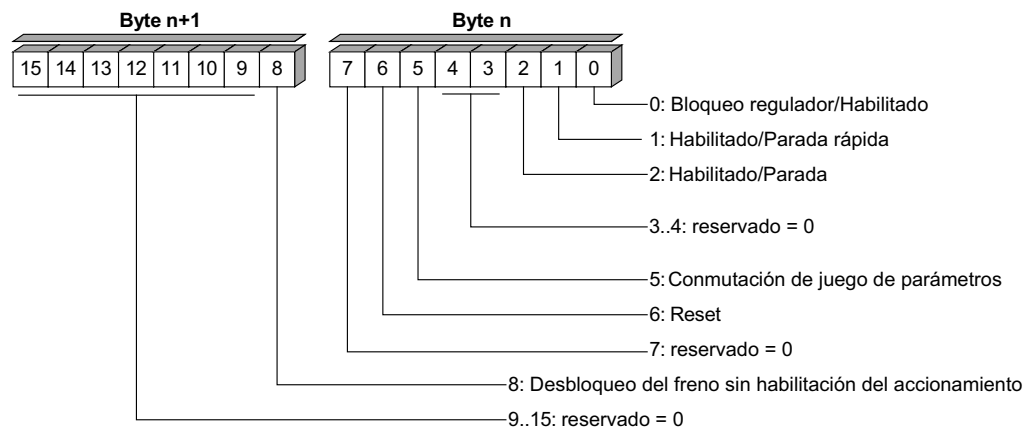 Byte n+1 Byte n
15 14 13 12 11 10 9 8 7 6 5 4 3 2 1 0
0: Bloqueo regulador/Habilitado
1: Habilitado/Parada rápida
2: Habilitado/Parada
3..4: reservado = 0
5: Conmutación de juego de parámetros
6: Reset
7: reservado = 0
8: Desbloqueo del freno sin habilitación del accionamiento
9..15: reservado = 0